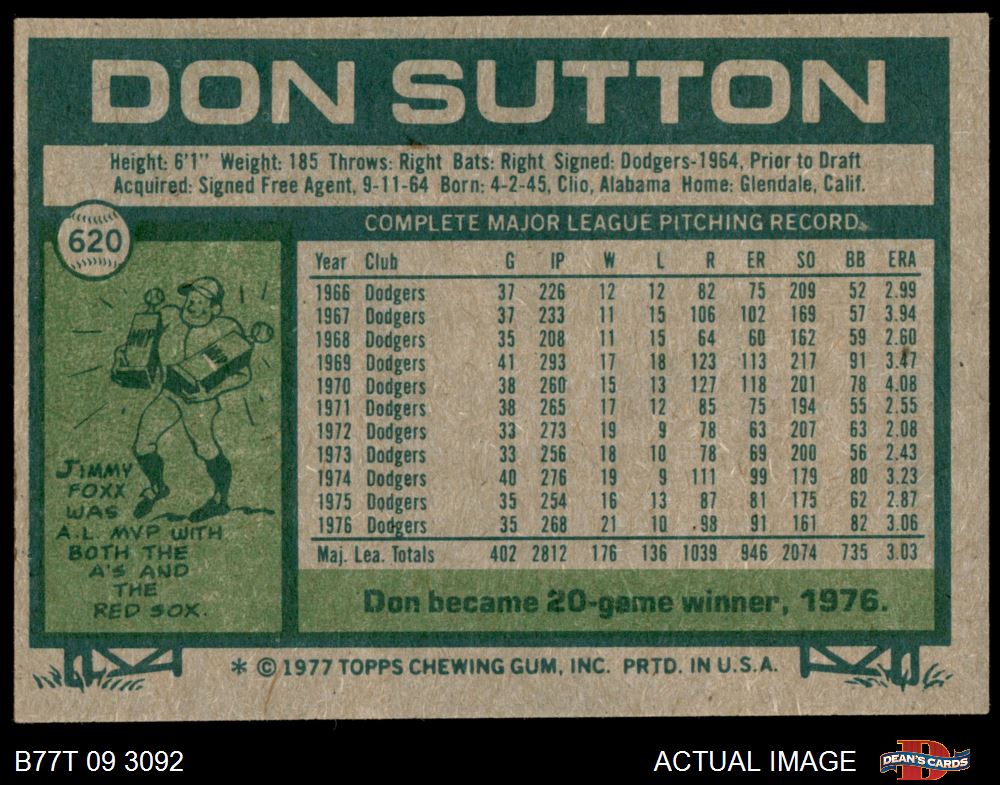 DON SUTTON
Height: 6'1" Weight: 185 Throws: Right Bats: Right Signed: Dodgers-1964, Prior to Draft
Acquired: Signed Free Agent, 9-11-64 Born: 4-2-45, Clio, Alabama Home: Glendale, Calif.
620
COMPLETE MAJOR LEAGUE PITCHING RECORD
Year Club G IP W L R ER SO BB ERA
1966 Dodgers 37 226 12 12 82 75 209 52 2.99
1967 Dodgers 37 233 11 15 106 102 169 57 3.94
1968 Dodgers 35 208 11 15 64 60 162 59 2.60
1969 Dodgers 41 293 17 18 123 113 217 91 3.47
1970 Dodgers 38 260 15 13 127 118 201 78 4.08
1971 Dodgers 38 265 17 12 85 75 194 55 2.55
1972 Dodgers 33 273 19 9 78 63 207 63 2.08
1973 Dodgers 33 256 18 10 78 69 200 56 2.43
1974 Dodgers 40 276 19 9 111 99 179 80 3.23
1975 Dodgers 35 254 16 13 87 81 175 62 2.87
1976 Dodgers 35 268 21 10 98 91 161 82 3.06
Maj. Lea. Totals 402 2812 176 136 1039 946 2074 735 3.03
MVP
MVP
JIMMY
FOXX
WAS
A.L. MVP WITH
BOTH THE
A'S AND
THE
RED SOX.
Don became 20-game winner, 1976.
* © 1977 TOPPS CHEWING GUM, INC. PRTD. IN U.S.A.
B77T 09 3092
ACTUAL IMAGE
DEAN'S CARDS